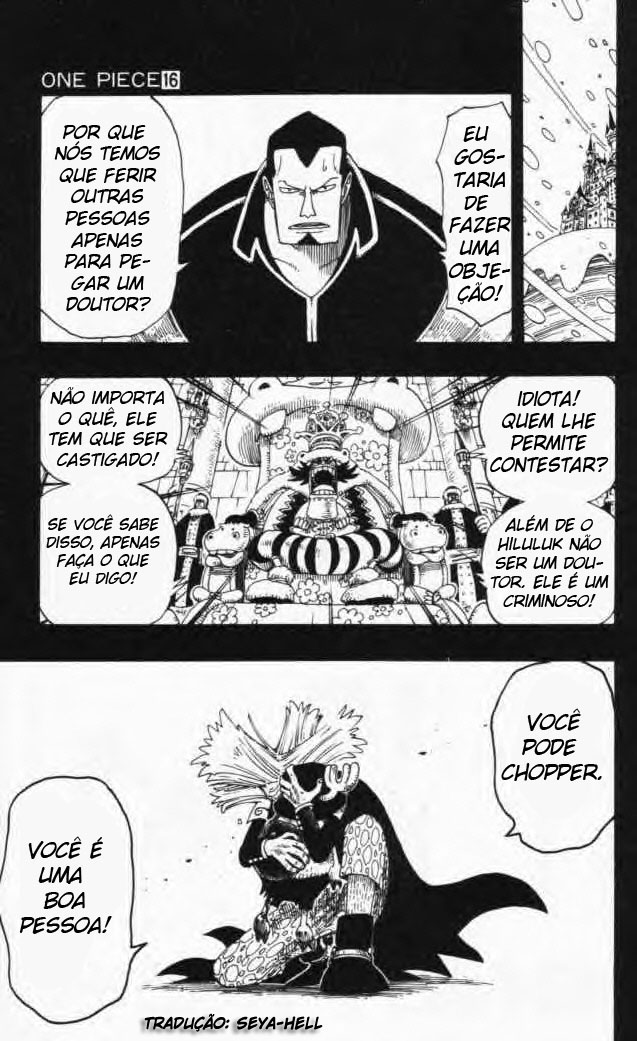 ONE PIECE 16
EU
GOS-
TARIA
DE
FAZER
UMA
OBJE-
ÇÃO!
POR QUE
NÓS TEMOS
QUE FERIR
OUTRAS
PESSOAS
APENAS
PARA PE-
GAR UM
DOUTOR?
IDIOTA!
QUEM LHE
PERMITE
CONTESTAR?
ALÉM DE O
HILULUK NÃO
SER UM DOU-
TOR. ELE É UM
CRIMINOSO!
NÃO IMPORTA
O QUÊ, ELE
TEM QUE SER
CASTIGADO!
SE VOCÊ SABE
DISSO, APENAS
FAÇA O QUE
EU DIGO!
VOCÊ
PODE
CHOPPER.
VOCÊ É
UMA
BOA
PESSOA!
TRADUÇÃO: SEYA-HELL